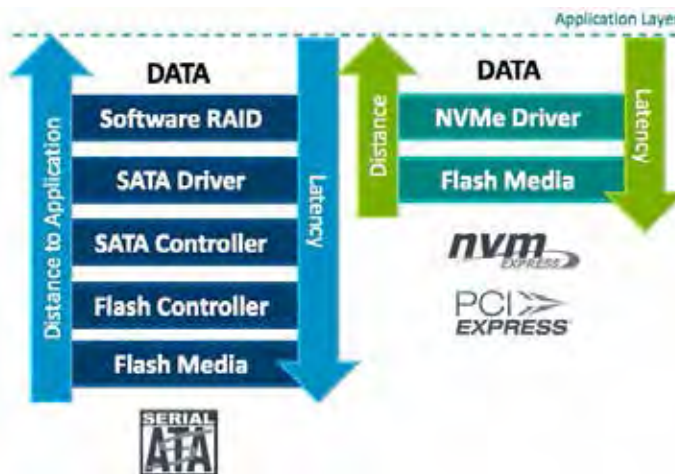 Application Layer
DATA
Software RAID
SATA Driver
SATA Controller
Flash Controller
Flash Media
Distance to Application
Latency
SERIAL
ATA
DATA
NVMe Driver
Flash Media
Distance
Latency
nvm
EXPRESS
PCI
EXPRESS